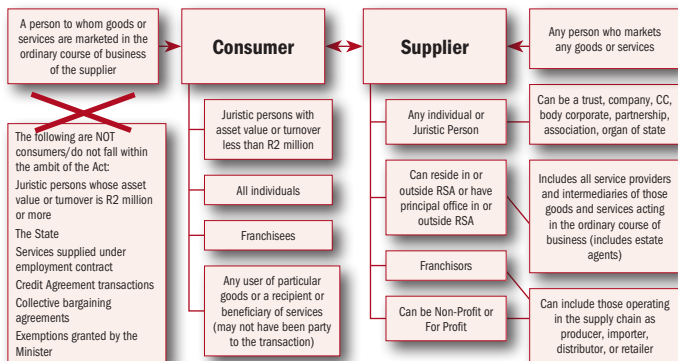 A person to whom goods or
services are marketed in the
ordinary course of business
of the supplier
Consumer
Supplier
Any person who markets
any goods or services
The following are NOT
consumers/do not fall within
the ambit of the Act:
Juristic persons whose asset
value or turnover is R2 million
or more
The State
Services supplied under
employment contract
Credit Agreement transactions
Collective bargaining
agreements
Exemptions granted by the
Minister
Juristic persons with
asset value or turnover
less than R2 million
All individuals
Franchisees
Any user of particular
goods or a recipient or
beneficiary of services
(may not have been party
to the transaction)
Any individual or
Juristic Person
Can reside in or
outside RSA or have
principal office in or
outside RSA
Franchisors
Can be Non-Profit or
For Profit
Can be a trust, company, CC,
body corporate, partnership,
association, organ of state
Includes all service providers
and intermediaries of those
goods and services acting
in the ordinary course of
business (includes estate
agents)
Can include those operating
in the supply chain as
producer, importer,
distributor, or retailer